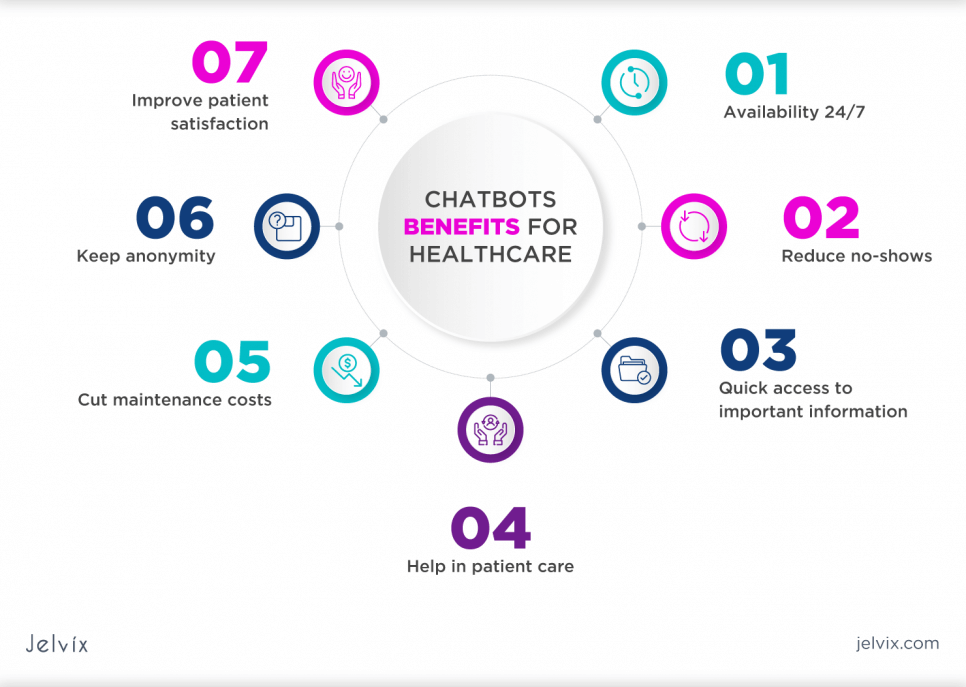 CHATBOTS
BENEFITS FOR
HEALTHCARE
01
Availability 24/7
02
Reduce no-shows
03
Quick access to
important information
04
Help in patient care
05
Cut maintenance costs
06
Keep anonymity
07
Improve patient
satisfaction
?
$
Jelvix
jelvix.com